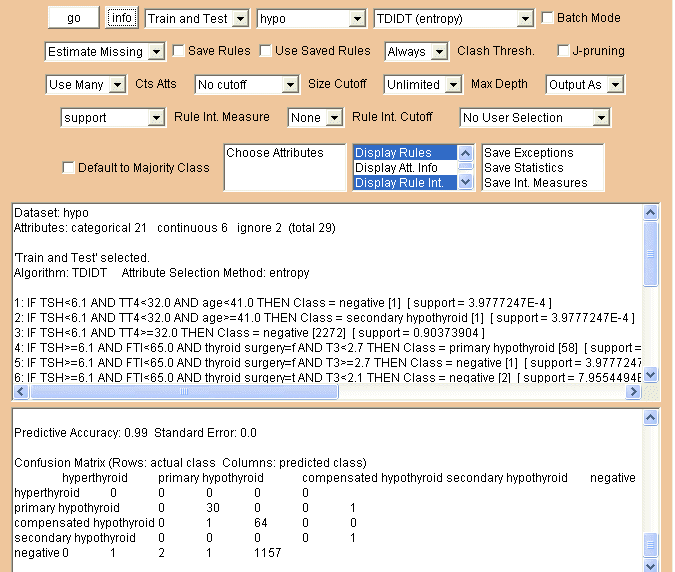 go info Train and Test hypo TDIDT (entropy) Batch Mode
Estimate Missing Save Rules Use Saved Rules Always Clash Thresh. J-pruning
Use Many Cts Atts No cutoff Size Cutoff Unlimited Max Depth Output As
support Rule Int. Measure None Rule Int. Cutoff No User Selection
Default to Majority Class
Choose Attributes
Display Rules
Display Att. Info
Display Rule Int.
Save Exceptions
Save Statistics
Save Int. Measures
Dataset: hypo
Attributes: categorical 21 continuous 6 ignore 2 (total 29)
'Train and Test' selected.
Algorithm: TDIDT Attribute Selection Method: entropy
1: IF TSH<6.1 AND TT4<32.0 AND age<41.0 THEN Class = negative [1] [ support = 3.9777247E-4 ]
2: IF TSH<6.1 AND TT4<32.0 AND age>=41.0 THEN Class = secondary hypothyroid [1] [ support = 3.9777247E-4 ]
3: IF TSH<6.1 AND TT4>=32.0 THEN Class = negative [2272] [ support = 0.90373904 ]
4: IF TSH>=6.1 AND FTI<65.0 AND thyroid surgery=f AND T3<2.7 THEN Class = primary hypothyroid [58] [ support =
5: IF TSH>=6.1 AND FTI<65.0 AND thyroid surgery=f AND T3>=2.7 THEN Class = negative [1] [ support = 3.9777247
6: IF TSH>=6.1 AND FTI<65.0 AND thyroid surgery=t AND T3<2.1 THEN Class = negative [2] [ support = 7.9554494E
Predictive Accuracy: 0.99 Standard Error: 0.0
Confusion Matrix (Rows: actual class Columns: predicted class)
hyperthyroid primary hypothyroid compensated hypothyroid secondary hypothyroid negative
hyperthyroid 0 0 0 0 0
primary hypothyroid 0 30 0 0 1
compensated hypothyroid 0 1 64 0 0
secondary hypothyroid 0 0 0 0 1
negative 0 1 2 1 1157